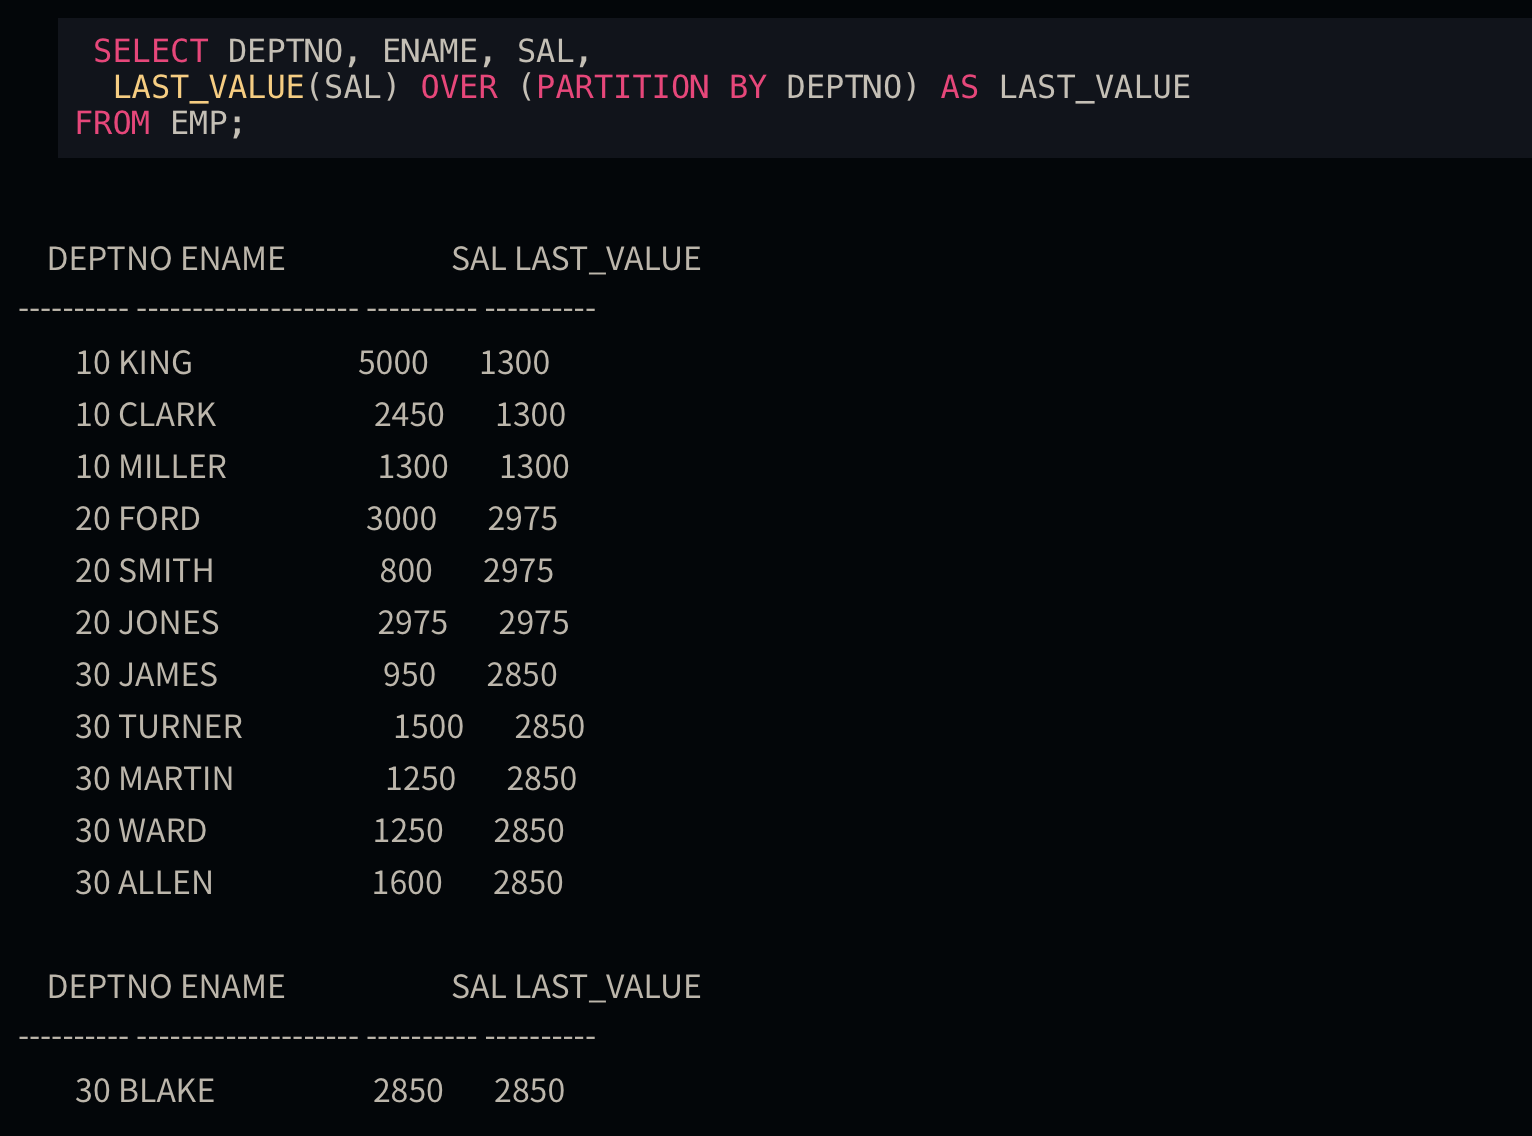 SELECT DEPTNO, ENAME, SAL,
LAST_VALUE(SAL) OVER (PARTITION BY DEPTNO) AS LAST_VALUE
FROM EMP;
DEPTNO ENAME SAL LAST_VALUE
---------- -------------------- ---------- ----------
10 KING 5000 1300
10 CLARK 2450 1300
10 MILLER 1300 1300
20 FORD 3000 2975
20 SMITH 800 2975
20 JONES 2975 2975
30 JAMES 950 2850
30 TURNER 1500 2850
30 MARTIN 1250 2850
30 WARD 1250 2850
30 ALLEN 1600 2850
DEPTNO ENAME SAL LAST_VALUE
---------- -------------------- ---------- ----------
30 BLAKE 2850 2850